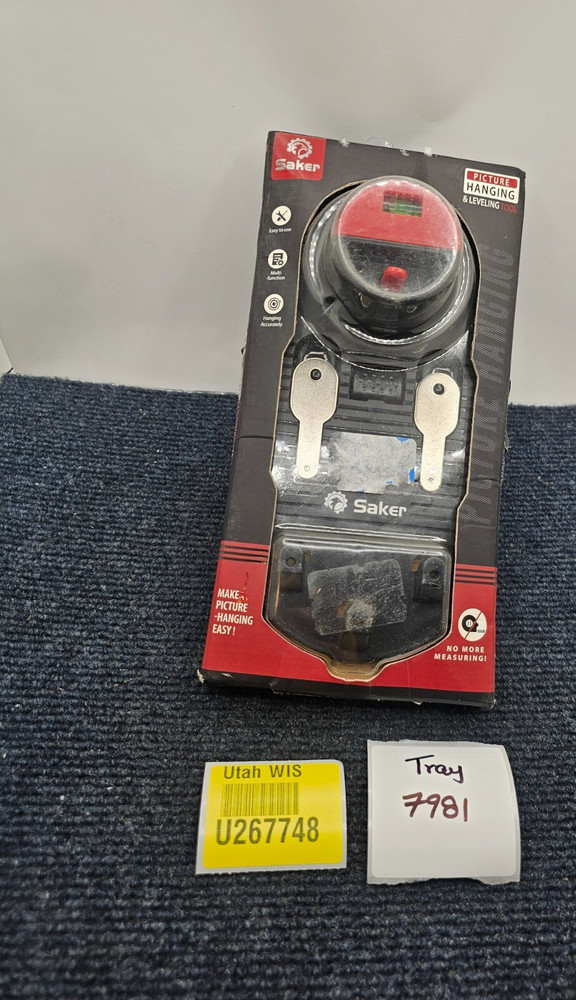 Saker
PICTURE
HANGING
& LEVELING TOOL
Easy to use
Multi
function
Hanging
Accurately
Saker
MAKE
PICTURE
-HANGING
EASY!
NO MORE
MEASURING!
Utah WIS
U267748
Tray
7981